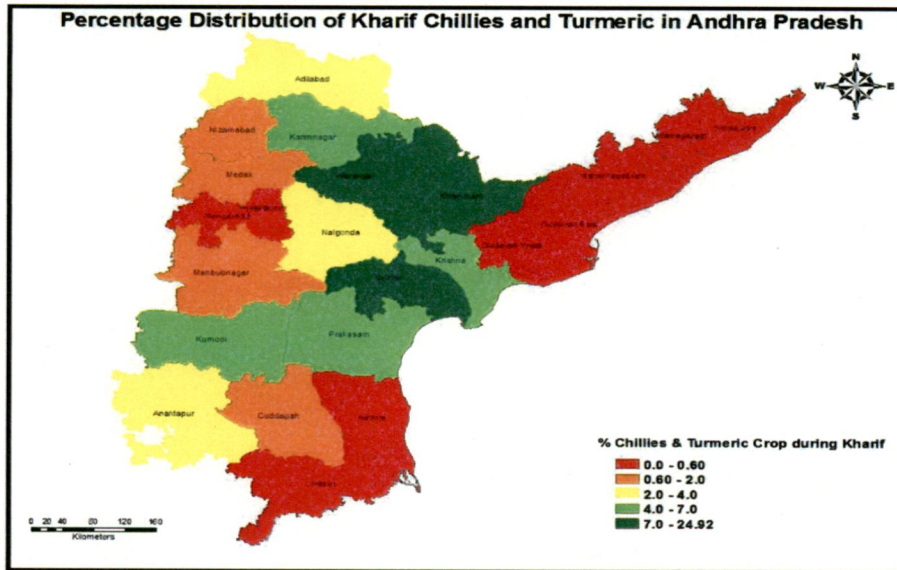 Percentage Distribution of Kharif Chillies and Turmeric in Andhra Pradesh
N
W E
S
Adilabad
Nizamabad
Karimnagar
Medak
Warangal
Nalgonda
Krishna
Mahbubnagar
Kurnool
Prakasam
Anantapur
Cuddapah
% Chillies & Turmeric Crop during Kharif
0.0 - 0.60
0.60 - 2.0
2.0 - 4.0
4.0 - 7.0
7.0 - 24.92
0 20 40 80 120 160
Kilometers